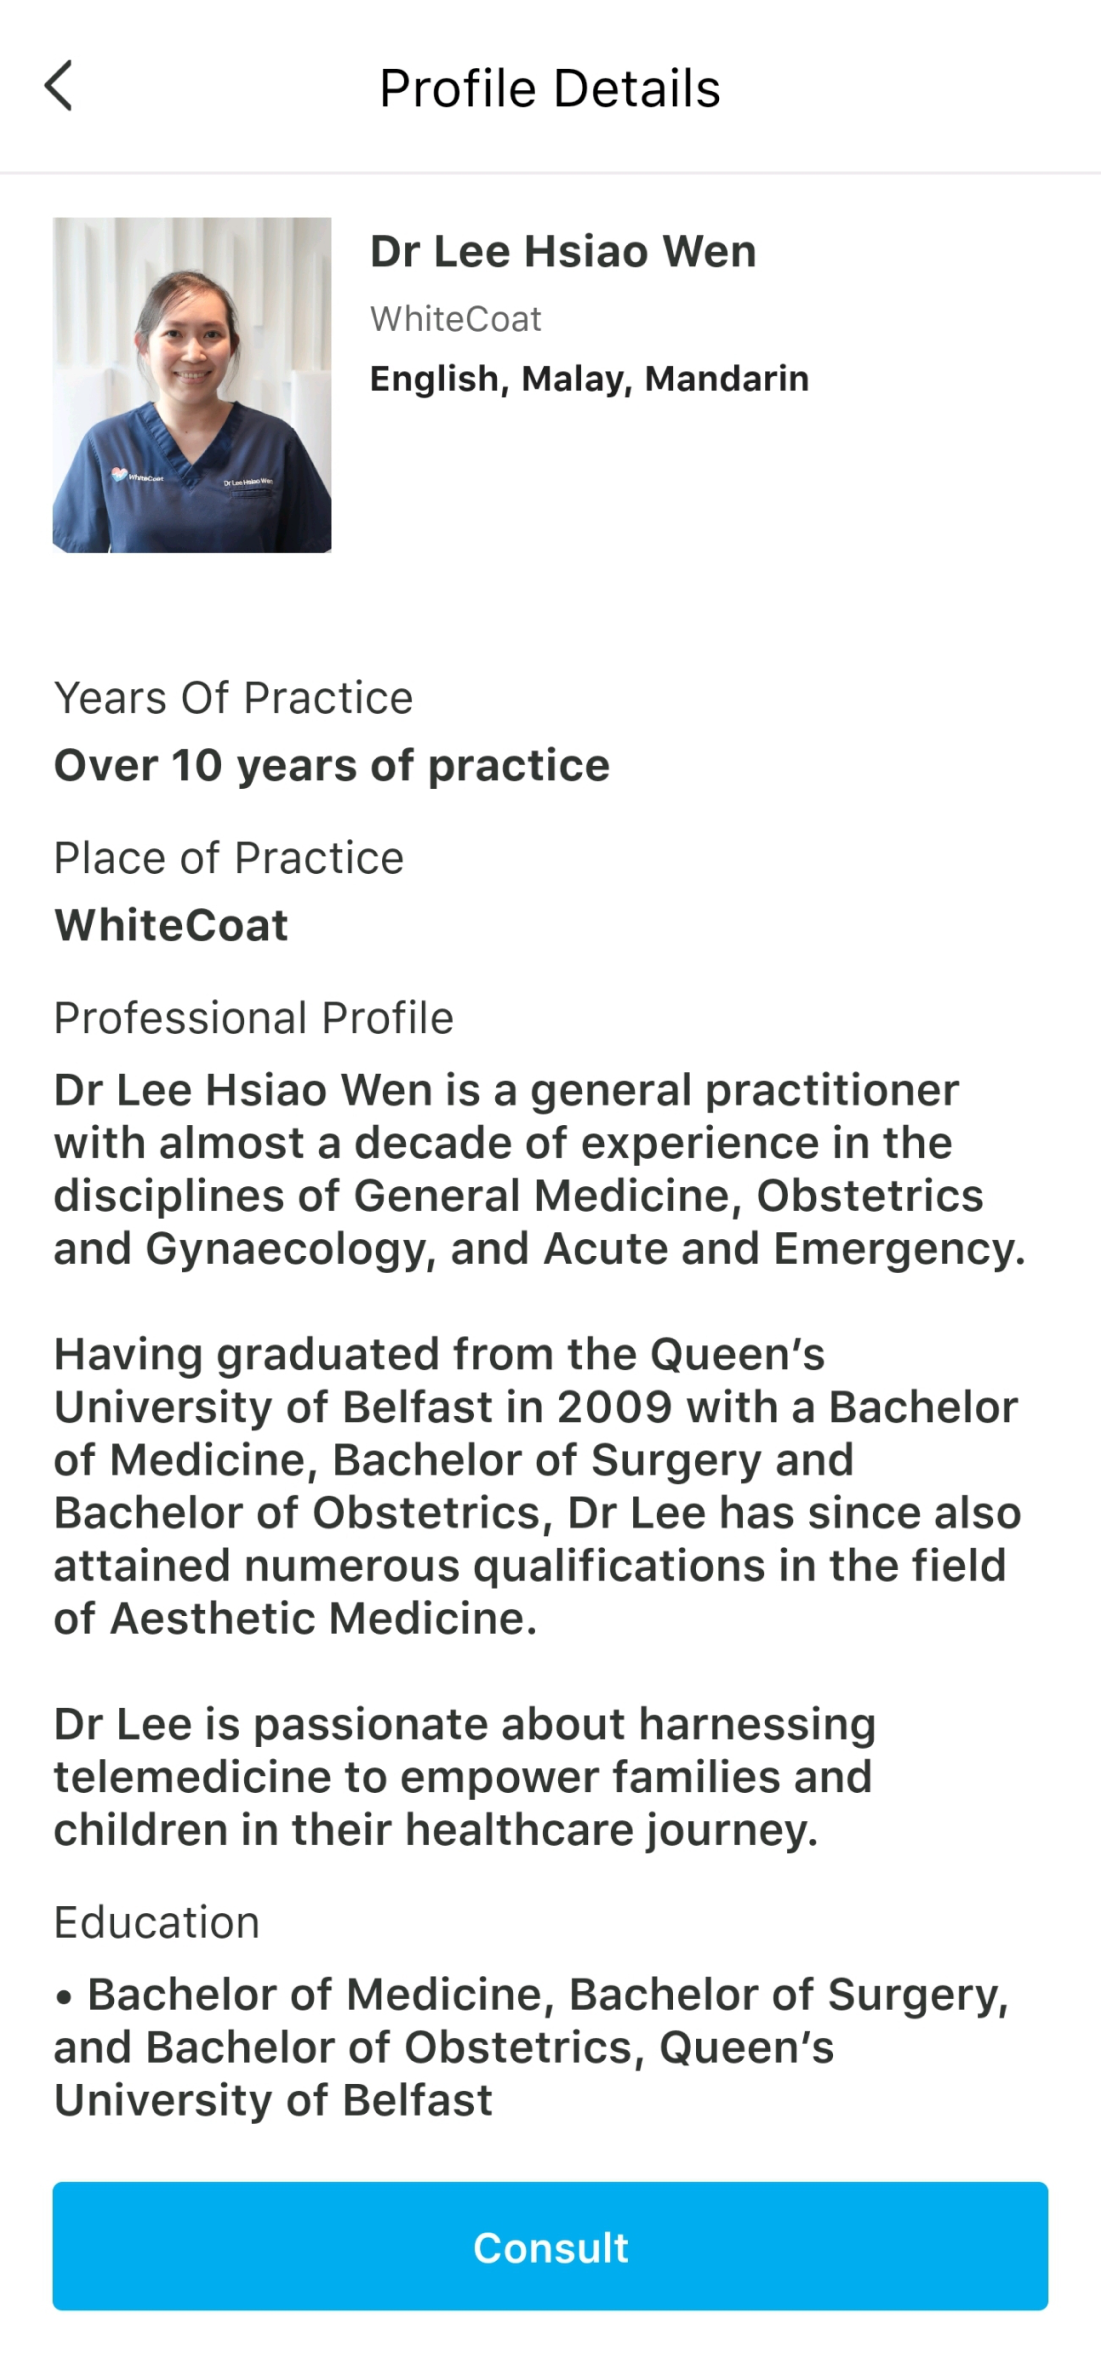 Profile Details
Dr Lee Hsiao Wen
WhiteCoat
English, Malay, Mandarin
WhiteCoat
Dr Lee Hsiao Wen
Years Of Practice
Over 10 years of practice
Place of Practice
WhiteCoat
Professional Profile
Dr Lee Hsiao Wen is a general practitioner
with almost a decade of experience in the
disciplines of General Medicine, Obstetrics
and Gynaecology, and Acute and Emergency.
Having graduated from the Queen’s
University of Belfast in 2009 with a Bachelor
of Medicine, Bachelor of Surgery and
Bachelor of Obstetrics, Dr Lee has since also
attained numerous qualifications in the field
of Aesthetic Medicine.
Dr Lee is passionate about harnessing
telemedicine to empower families and
children in their healthcare journey.
Education
• Bachelor of Medicine, Bachelor of Surgery,
and Bachelor of Obstetrics, Queen’s
University of Belfast
Consult